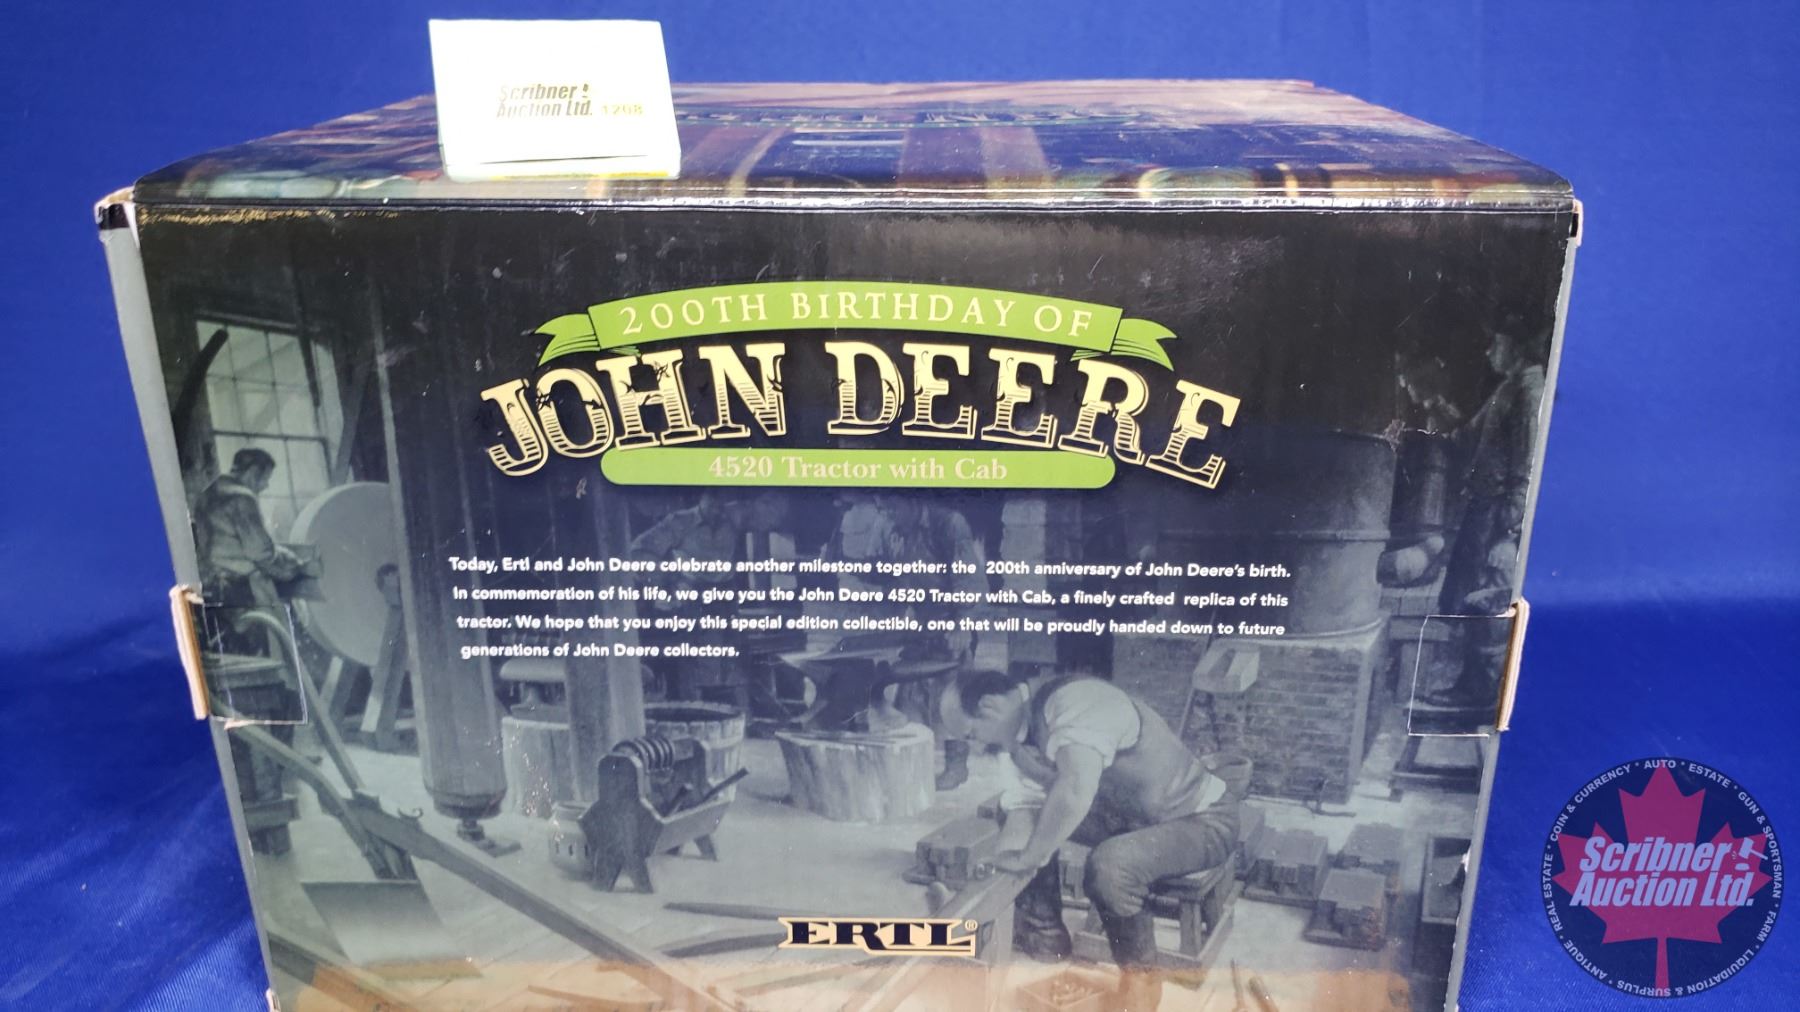 Scribner
Auction Ltd. 1208
200TH BIRTHDAY OF
JOHN DEERE
4520 Tractor with Cab
Today, Ertl and John Deere celebrate another milestone together: the 200th anniversary of John Deere's birth.
In commemoration of his life, we give you the John Deere 4520 Tractor with Cab, a finely crafted replica of this
tractor. We hope that you enjoy this special edition collectible, one that will be proudly handed down to future
generations of John Deere collectors.
ERTL®
COIN & CURRENCY * AUTO * ESTATE * GUN & SPORTSMAN * FARM * LIQUIDATION & SURPLUS * ANTIQUE * REAL ESTATE *
Scribner
Auction Ltd.